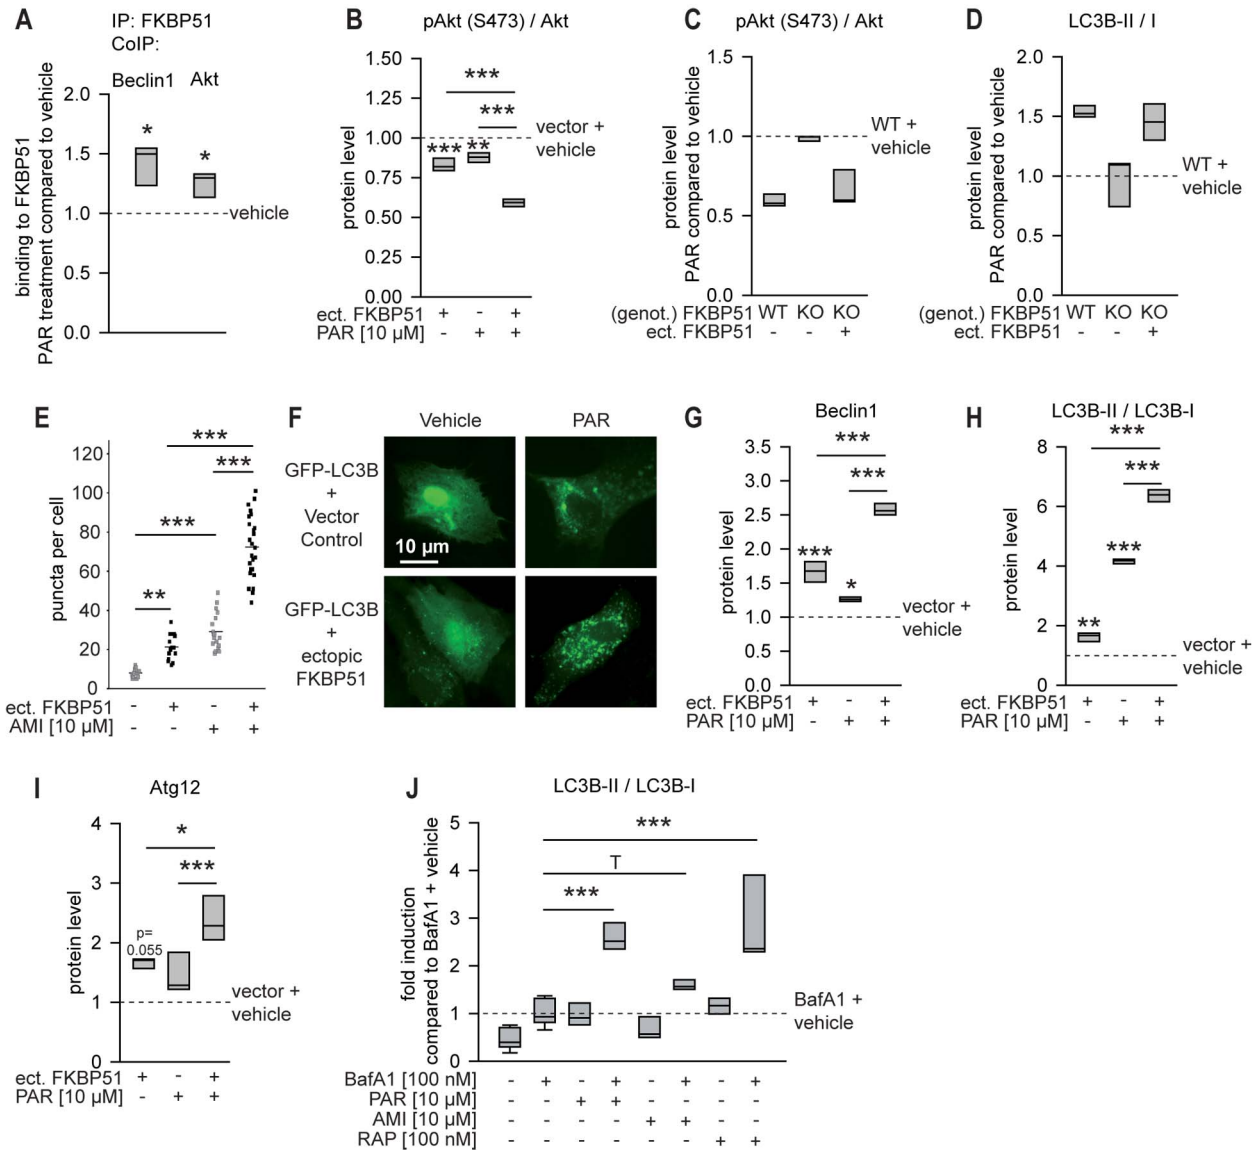 A
IP: FKBP51
CoIP:
Beclin1 Akt
binding to FKBP51
PAR treatment compared to vehicle
2.0
1.5
1.0
0.5
0.0
*
*
vehicle
B
pAkt (S473) / Akt
protein level
1.50
1.25
1.00
0.75
0.50
0.25
0.00
***
***
*** **
vector +
vehicle
ect. FKBP51 + - +
PAR [10 µM] - + +
C
pAkt (S473) / Akt
protein level
PAR compared to vehicle
1.5
1.0
0.5
0.0
WT +
vehicle
(genot.) FKBP51 WT KO KO
ect. FKBP51 - - +
D
LC3B-II / I
protein level
PAR compared to vehicle
2.0
1.5
1.0
0.5
0.0
WT +
vehicle
(genot.) FKBP51 WT KO KO
ect. FKBP51 - - +
E
puncta per cell
120
100
80
60
40
20
0
***
***
***
**
ect. FKBP51 - + - +
AMI [10 µM] - - + +
F
Vehicle PAR
GFP-LC3B
+
Vector
Control
10 µm
GFP-LC3B
+
ectopic
FKBP51
G
Beclin1
protein level
3.5
3.0
2.5
2.0
1.5
1.0
0.5
0.0
***
***
***
*
vector +
vehicle
ect. FKBP51 + - +
PAR [10 µM] - + +
H
LC3B-II / LC3B-I
protein level
8
6
4
2
0
***
***
***
**
vector +
vehicle
ect. FKBP51 + - +
PAR [10 µM] - + +
I
Atg12
protein level
4
3
2
1
0
*
***
p=
0.055
vector +
vehicle
ect. FKBP51 + - +
PAR [10 µM] - + +
J
LC3B-II / LC3B-I
fold induction
compared to BafA1 + vehicle
5
4
3
2
1
0
***
T
***
BafA1 +
vehicle
BafA1 [100 nM] - + - + - + - +
PAR [10 µM] - - + + - - - -
AMI [10 µM] - - - - + + - -
RAP [100 nM] - - - - - - + +